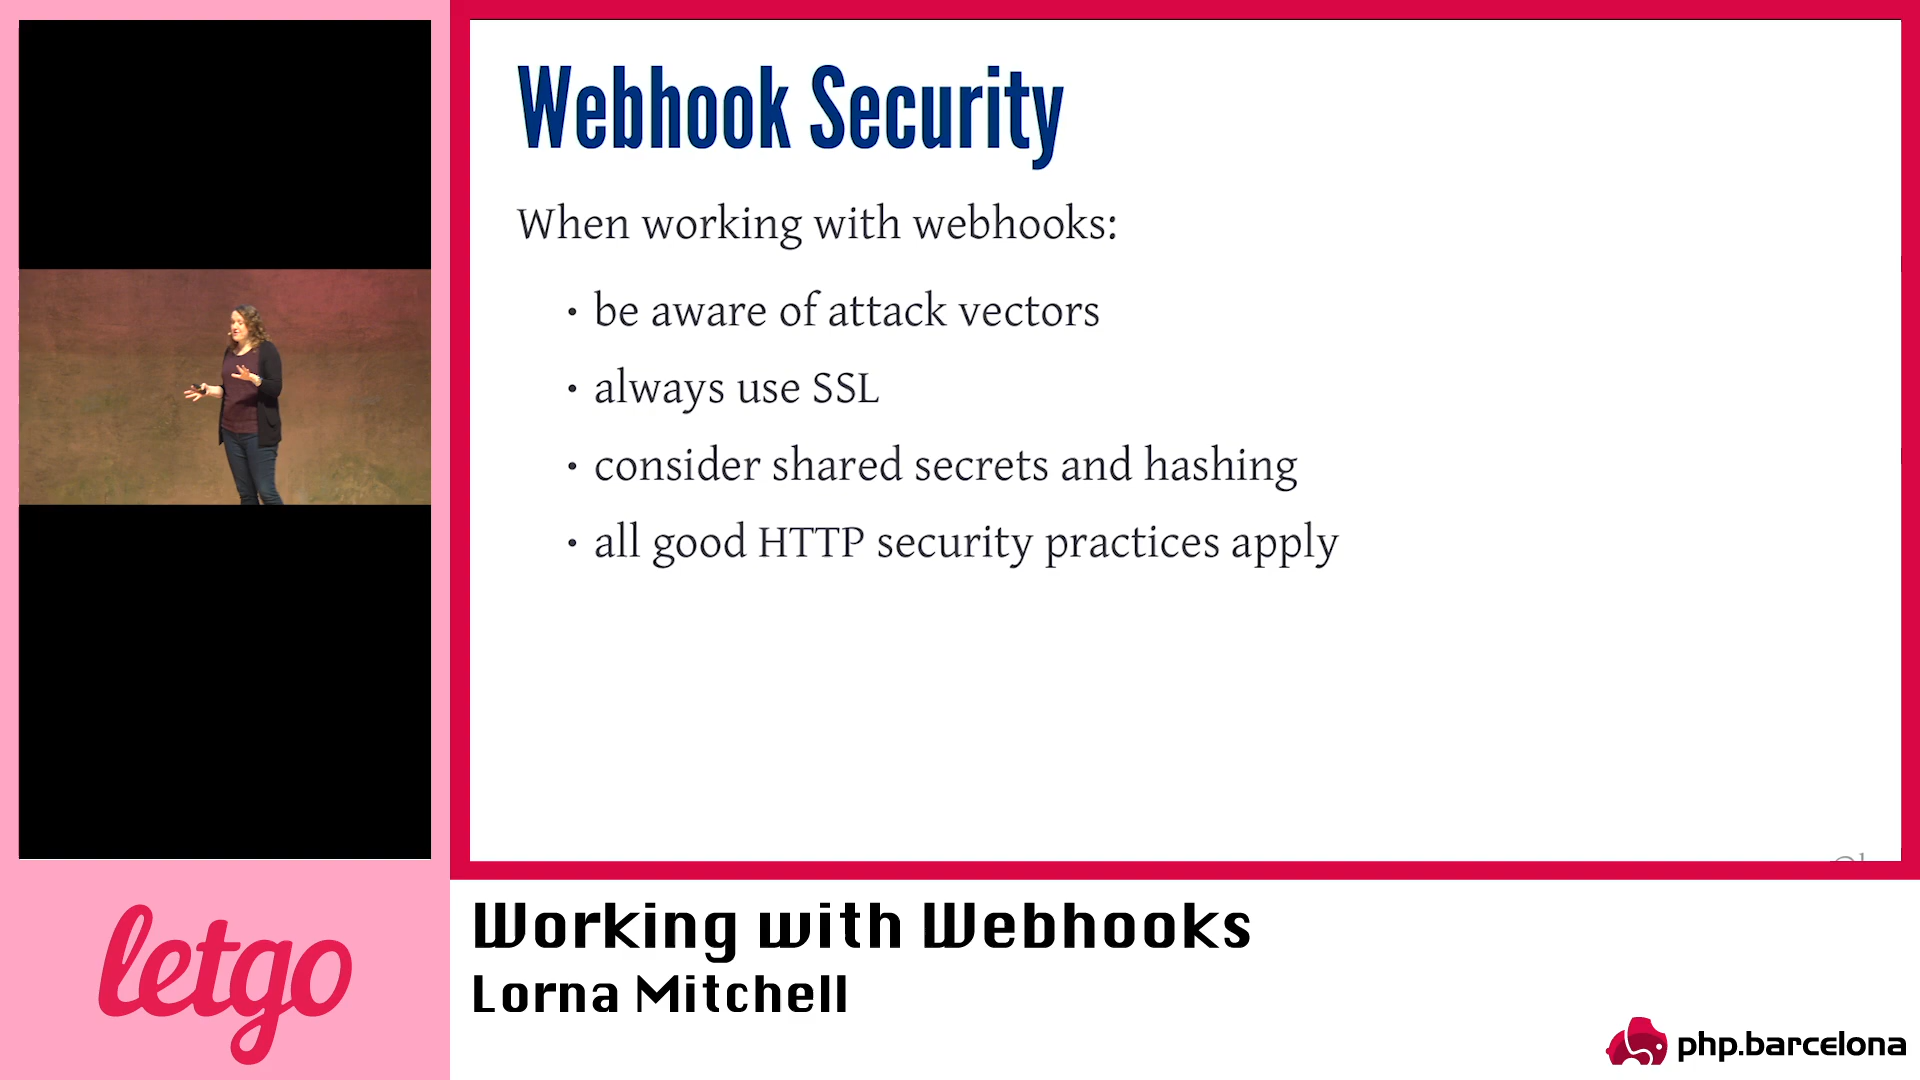 Webhook Security
When working with webhooks:
• be aware of attack vectors
• always use SSL
• consider shared secrets and hashing
• all good HTTP security practices apply
letgo
Working with Webhooks
Lorna Mitchell
php.barcelona